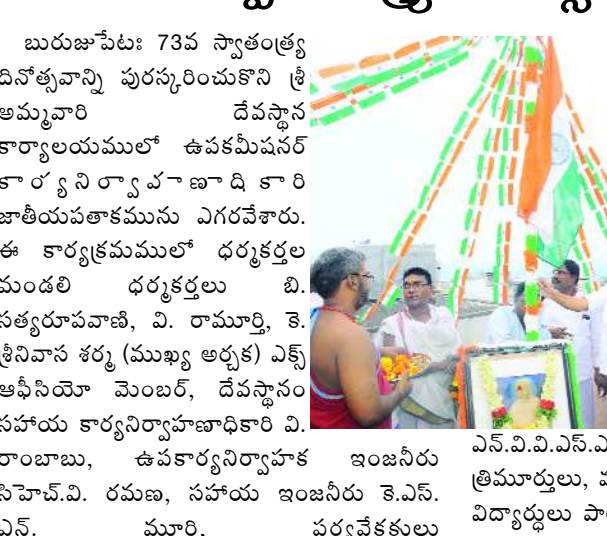 బురుజుపేటః 73వ స్వాతంత్ర్య
దినోత్సవాన్ని పురస్కరించుకొని శ్రీ
అమ్మవారి దేవస్థాన
కార్యాలయములో ఉపకమీషనర్
కార్యనిర్వాహణాధికారి
జాతీయపతాకమును ఎగరవేశారు.
ఈ కార్యక్రమములో ధర్మకర్తల
మండలి ధర్మకర్తలు బి.
సత్యరూపవాణి, వి. రామూర్తి, కె.
శ్రీనివాస శర్మ (ముఖ్య అర్చక) ఎక్స్
ఆఫీసియో మెంబర్, దేవస్థానం
సహాయ కార్యనిర్వాహణాధికారి వి.
రాంబాబు, ఉపకార్యనిర్వాహక ఇంజనీరు
సిహెచ్.వి. రమణ, సహాయ ఇంజనీరు కె.ఎస్.
ఎన్. మూర్తి, పర్యవేక్షకులు
ఎన్.వి.వి.ఎస్.ఎ
త్రిమూర్తులు,
విద్యార్థులు